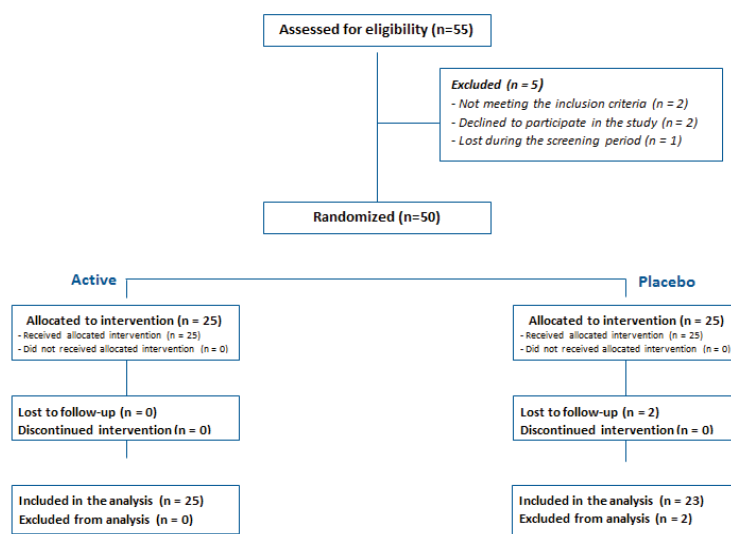 Assessed for eligibility (n=55)
Excluded (n = 5)
- Not meeting the inclusion criteria (n = 2)
- Declined to participate in the study (n = 2)
- Lost during the screening period (n = 1)
Randomized (n=50)
Active
Placebo
Allocated to intervention (n = 25)
- Received allocated intervention (n = 25)
- Did not received allocated intervention (n = 0)
Allocated to intervention (n = 25)
- Received allocated intervention (n = 25)
- Did not received allocated intervention (n = 0)
Lost to follow-up (n = 0)
Discontinued intervention (n = 0)
Lost to follow-up (n = 2)
Discontinued intervention (n = 0)
Included in the analysis (n = 25)
Excluded from analysis (n = 0)
Included in the analysis (n = 23)
Excluded from analysis (n = 2)